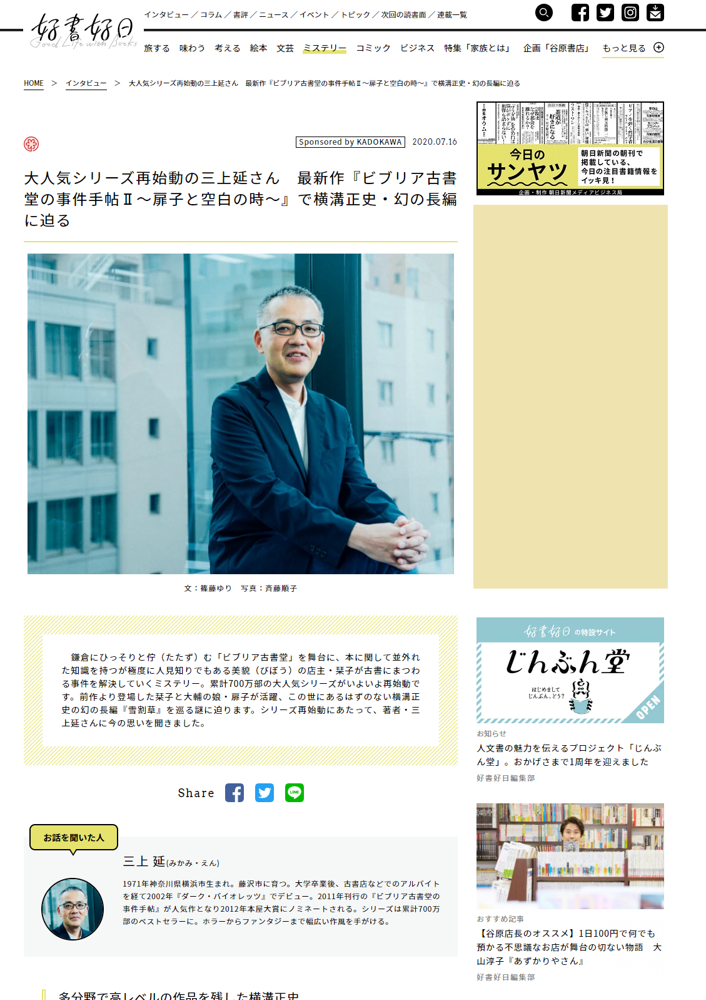 好書好日
Good Life with Books
インタビュー ／ コラム ／ 書評 ／ ニュース ／ イベント ／ トピック ／ 次回の読書面 ／ 連載一覧
旅する 味わう 考える 絵本 文芸 ミステリー コミック ビジネス 特集「家族とは」 企画「谷原書店」 もっと見る
HOME > インタビュー > 大人気シリーズ再始動の三上延さん　最新作『ビブリア古書堂の事件手帖Ⅱ～扉子と空白の時～』で横溝正史・幻の長編に迫る
Sponsored by KADOKAWA 2020.07.16
大人気シリーズ再始動の三上延さん　最新作『ビブリア古書
堂の事件手帖Ⅱ～扉子と空白の時～』で横溝正史・幻の長編
に迫る
文：篠藤ゆり　写真：斉藤順子
　鎌倉にひっそりと佇（たたず）む「ビブリア古書堂」を舞台に、本に関して並外れ
た知識を持つが極度に人見知りでもある美貌（びぼう）の店主・栞子が古書にまつわ
る事件を解決していくミステリー。累計700万部の大人気シリーズがいよいよ再始動で
す。前作より登場した栞子と大輔の娘・扉子が活躍、この世にあるはずのない横溝正
史の幻の長編『雪割草』を巡る謎に迫ります。シリーズ再始動にあたって、著者・三
上延さんに今の思いを聞きました。
Share
LINE
お話を聞いた人
三上 延(みかみ・えん)
1971年神奈川県横浜市生まれ。藤沢市に育つ。大学卒業後、古書店などでのアルバイト
を経て2002年『ダーク・バイオレッツ』でデビュー。2011年刊行の『ビブリア古書堂の
事件手帖』が人気作となり2012年本屋大賞にノミネートされる。シリーズは累計700万
部のベストセラーに。ホラーからファンタジーまで幅広い作風を手がける。
多分野で高レベルの作品を残した横溝正史
今日の
サンヤツ
朝日新聞の朝刊で
掲載している、
今日の注目書籍情報を
イッキ見！
企画・制作 朝日新聞メディアビジネス局
好書好日の特設サイト
じんぶん堂
はじめまして
じんぶん、どう？
OPEN
お知らせ
人文書の魅力を伝えるプロジェクト「じんぶ
ん堂」。おかげさまで1周年を迎えました
好書好日編集部
おすすめ記事
【谷原店長のオススメ】1日100円で何でも
預かる不思議なお店が舞台の切ない物語　大
山淳子『あずかりやさん』
好書好日編集部